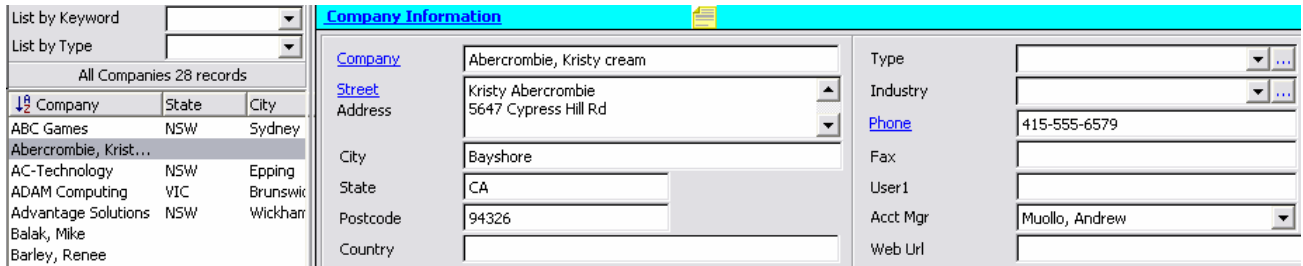 List by Keyword
List by Type
All Companies 28 records
Company State City
ABC Games NSW Sydney
Abercrombie, Krist...
AC-Technology NSW Epping
ADAM Computing VIC Brunswic
Advantage Solutions NSW Wickham
Balak, Mike
Barley, Renee
Company Information
Company Abercrombie, Kristy cream
Street Kristy Abercrombie
Address 5647 Cypress Hill Rd
City Bayshore
State CA
Postcode 94326
Country
Type
Industry
Phone 415-555-6579
Fax
User1
Acct Mgr Muollo, Andrew
Web Url